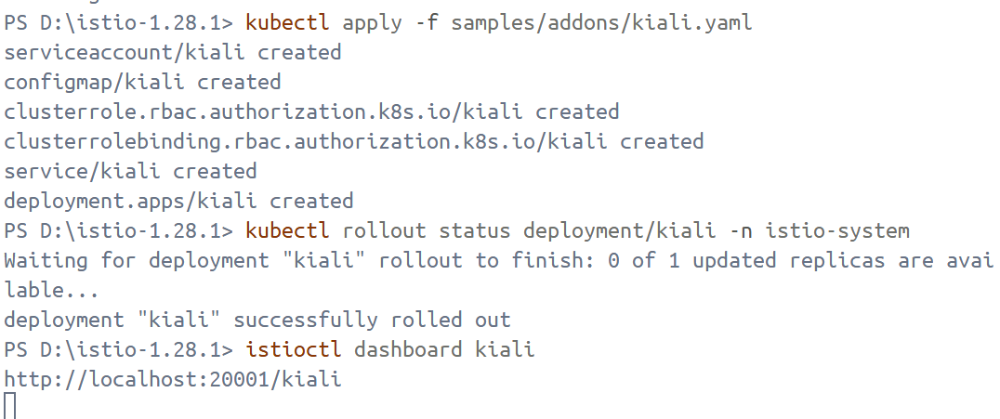 PS D:\istio-1.28.1> kubectl apply -f samples/addons/kiali.yaml
serviceaccount/kiali created
configmap/kiali created
clusterrole.rbac.authorization.k8s.io/kiali created
clusterrolebinding.rbac.authorization.k8s.io/kiali created
service/kiali created
deployment.apps/kiali created
PS D:\istio-1.28.1> kubectl rollout status deployment/kiali -n istio-system
Waiting for deployment "kiali" rollout to finish: 0 of 1 updated replicas are avai
lable...
deployment "kiali" successfully rolled out
PS D:\istio-1.28.1> istioctl dashboard kiali
http://localhost:20001/kiali